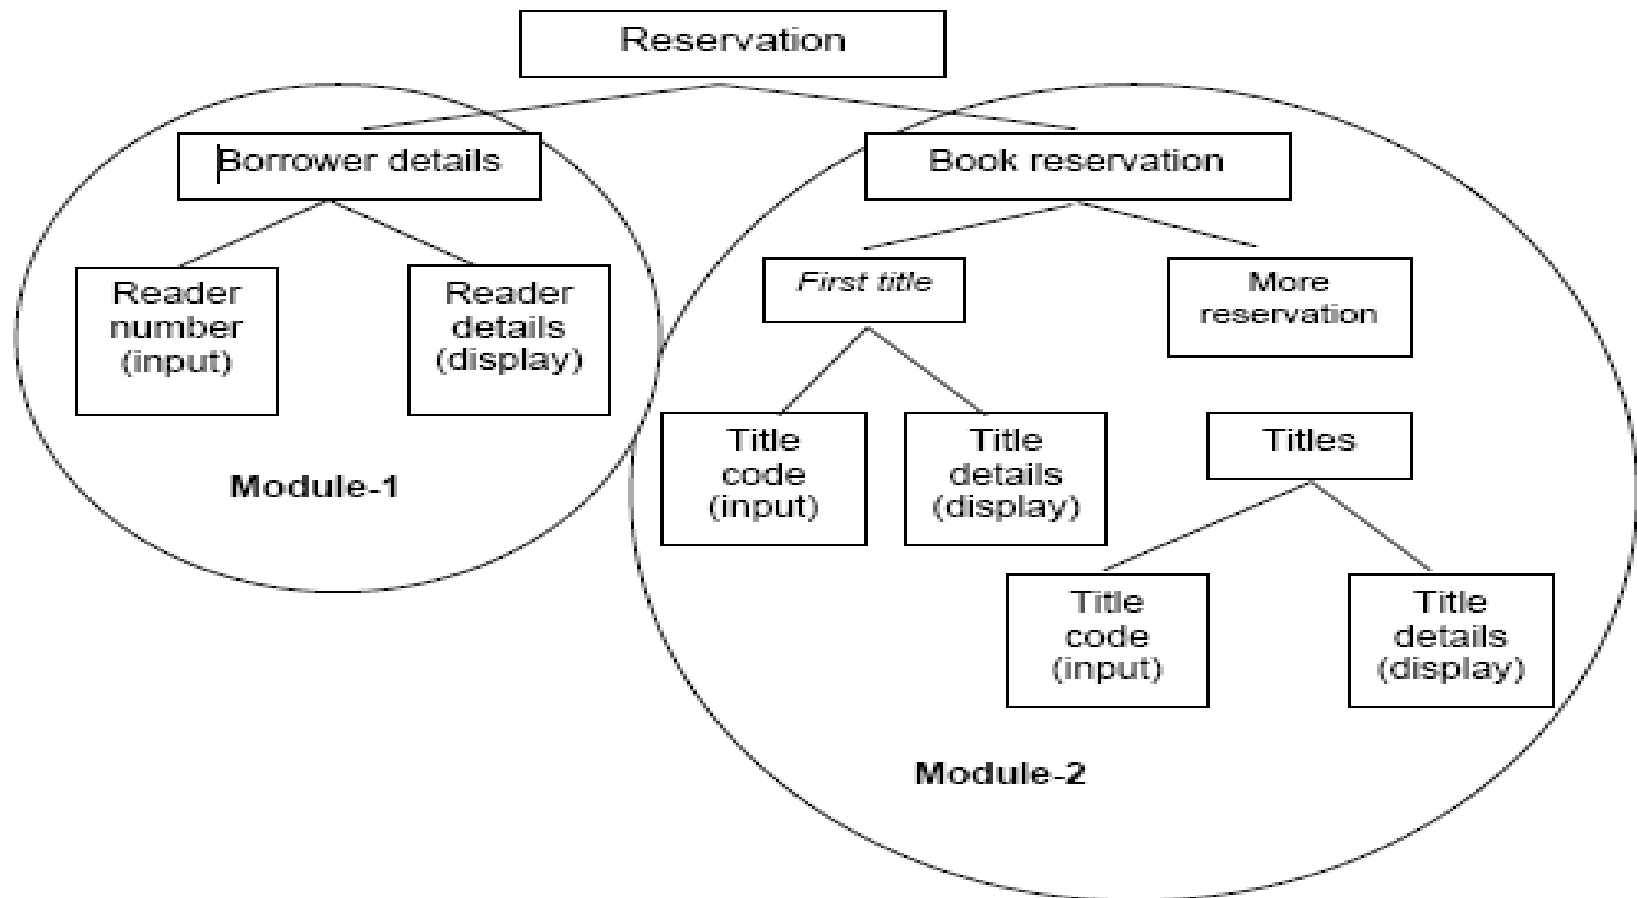 Reservation
Borrower details
Book reservation
Reader
number
(input)
Reader
details
(display)
First title
More
reservation
Title
code
(input)
Title
details
(display)
Titles
Module-1
Title
code
(input)
Title
details
(display)
Module-2